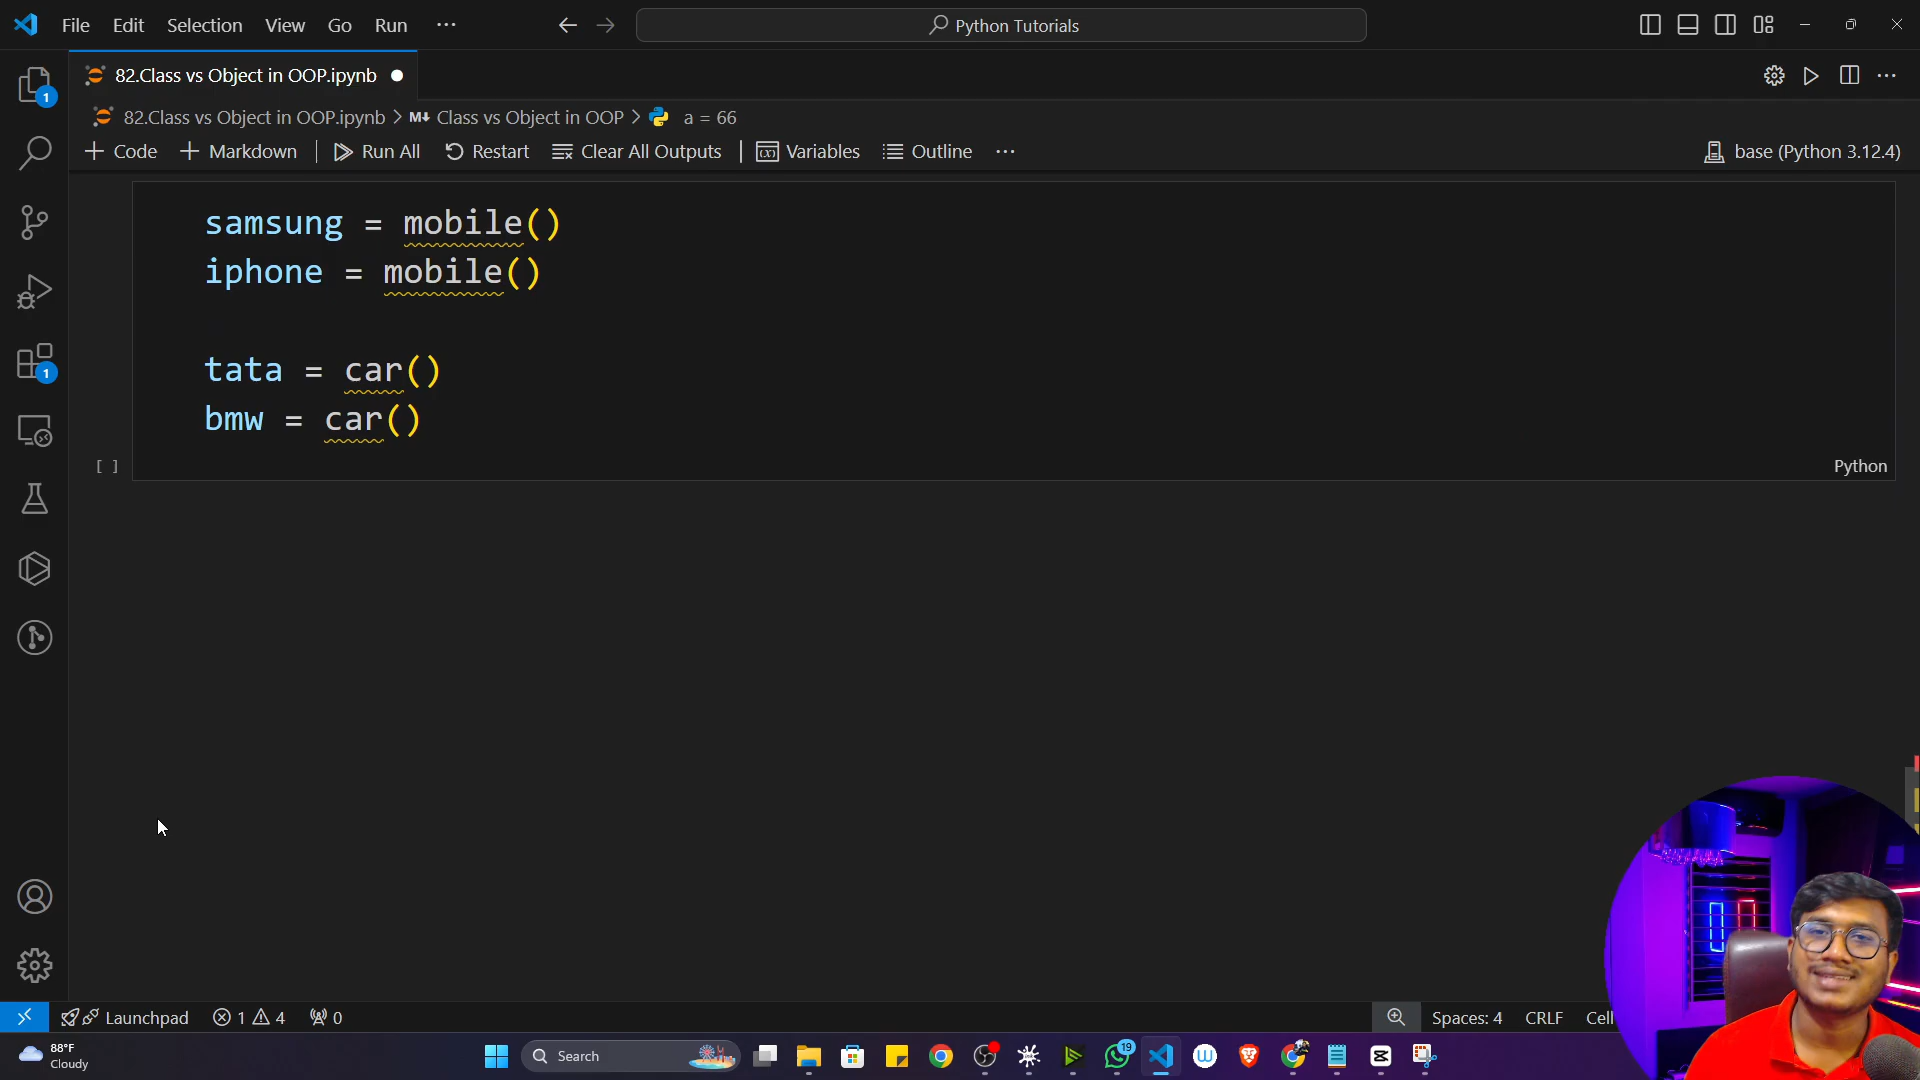 File Edit Selection View Go Run ···
Python Tutorials
82.Class vs Object in OOP.ipynb
82.Class vs Object in OOP.ipynb > M↓ Class vs Object in OOP > a = 66
+ Code + Markdown | Run All Restart Clear All Outputs | Variables Outline ···
base (Python 3.12.4)
samsung = mobile()
iphone = mobile()
tata = car()
bmw = car()
[ ]
Python
1
1
Launchpad 1 4 0
Spaces: 4 CRLF Cell
88°F
Cloudy
Search
19